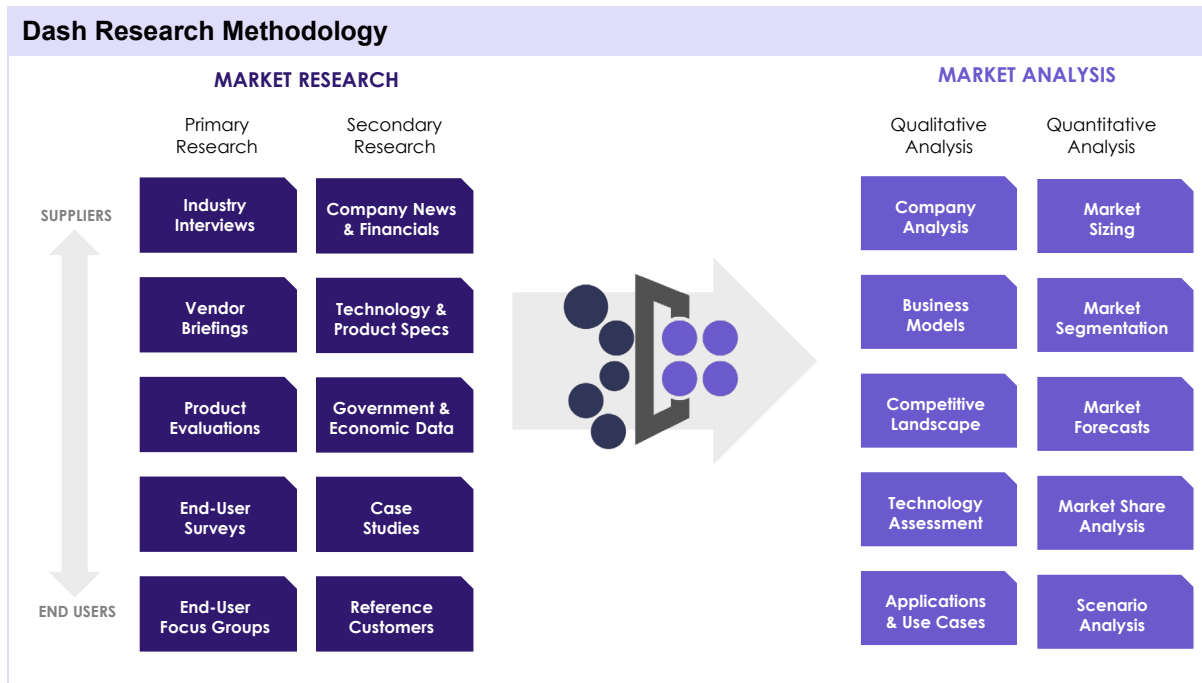 Dash Research Methodology
MARKET RESEARCH
Primary
Research
Secondary
Research
SUPPLIERS
END USERS
Industry
Interviews
Company News
& Financials
Vendor
Briefings
Technology &
Product Specs
Product
Evaluations
Government &
Economic Data
End-User
Surveys
Case
Studies
End-User
Focus Groups
Reference
Customers
MARKET ANALYSIS
Qualitative
Analysis
Quantitative
Analysis
Company
Analysis
Market
Sizing
Business
Models
Market
Segmentation
Competitive
Landscape
Market
Forecasts
Technology
Assessment
Market Share
Analysis
Applications
& Use Cases
Scenario
Analysis